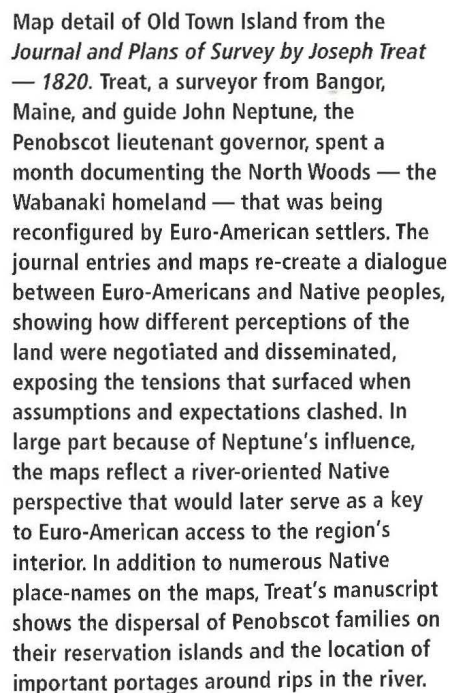 Map detail of Old Town Island from the
Journal and Plans of Survey by Joseph Treat
— 1820. Treat, a surveyor from Bangor,
Maine, and guide John Neptune, the
Penobscot lieutenant governor, spent a
month documenting the North Woods — the
Wabanaki homeland — that was being
reconfigured by Euro-American settlers. The
journal entries and maps re-create a dialogue
between Euro-Americans and Native peoples,
showing how different perceptions of the
land were negotiated and disseminated,
exposing the tensions that surfaced when
assumptions and expectations clashed. In
large part because of Neptune's influence,
the maps reflect a river-oriented Native
perspective that would later serve as a key
to Euro-American access to the region's
interior. In addition to numerous Native
place-names on the maps, Treat's manuscript
shows the dispersal of Penobscot families on
their reservation islands and the location of
important portages around rips in the river.